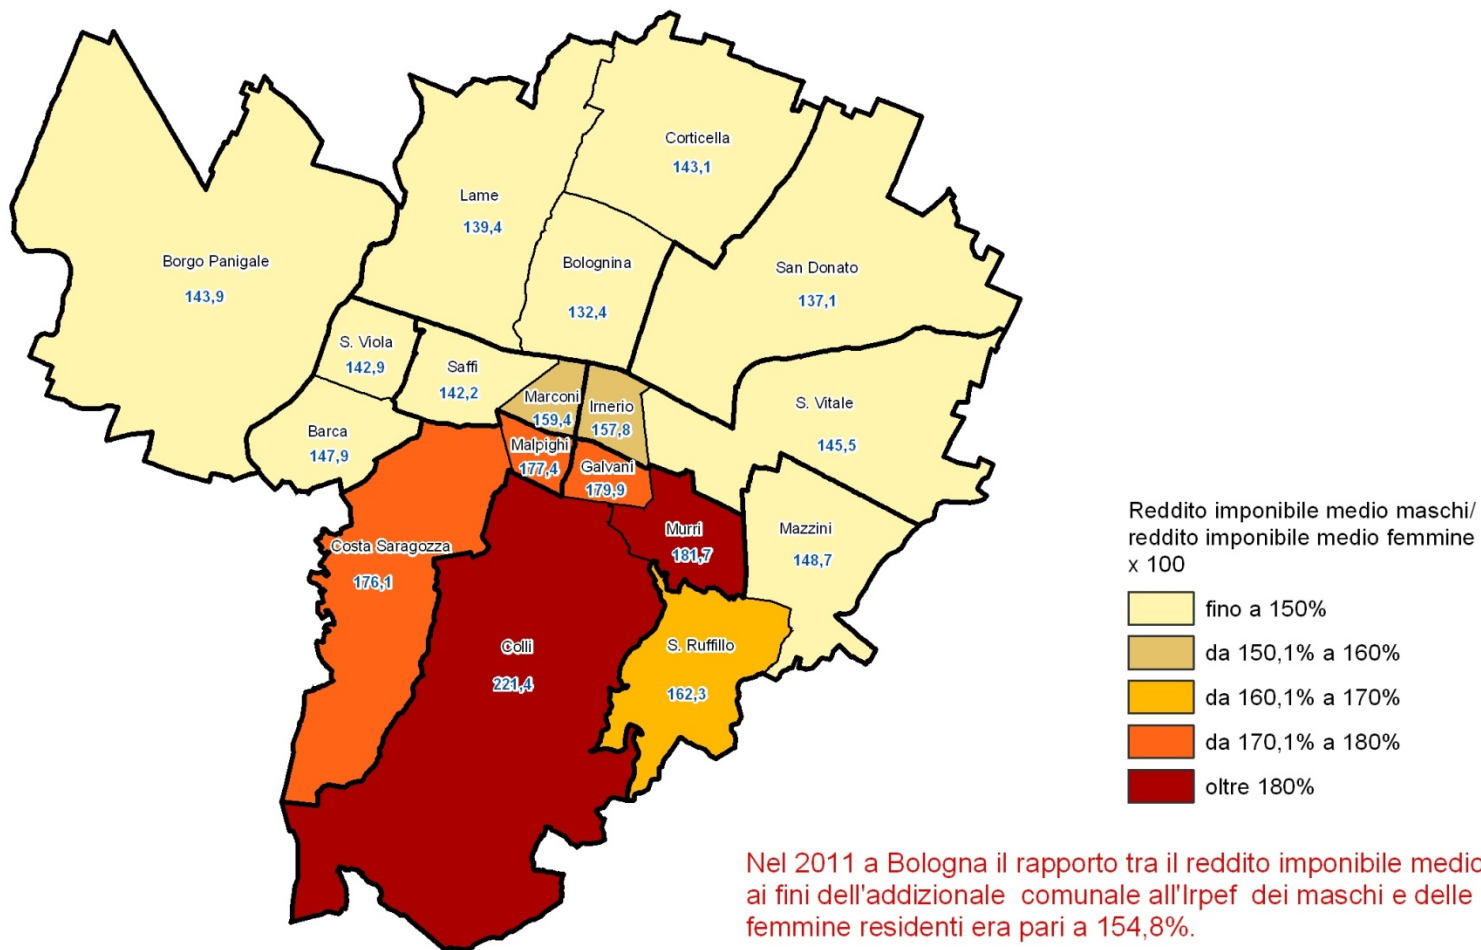 Corticella
143,1
Lame
139,4
Borgo Panigale
143,9
Bolognina
132,4
San Donato
137,1
S. Viola
142,9
Saffi
142,2
Marconi
159,4
Irnerio
157,8
S. Vitale
145,5
Barca
147,9
Malpighi
177,4
Galvani
179,9
Murri
181,7
Mazzini
148,7
Costa Saragozza
176,1
Colli
221,4
S. Ruffillo
162,3
Reddito imponibile medio maschi/
reddito imponibile medio femmine
x 100
fino a 150%
da 150,1% a 160%
da 160,1% a 170%
da 170,1% a 180%
oltre 180%
Nel 2011 a Bologna il rapporto tra il reddito imponibile medio
ai fini dell'addizionale comunale all'Irpef dei maschi e delle
femmine residenti era pari a 154,8%.